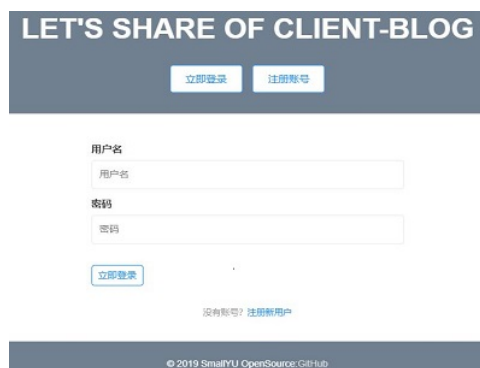 LET'S SHARE OF CLIENT-BLOG
立即登录 注册账号
用户名
用户名
密码
密码
立即登录
没有账号? 注册新用户
© 2019 SmallYU OpenSource:GitHub